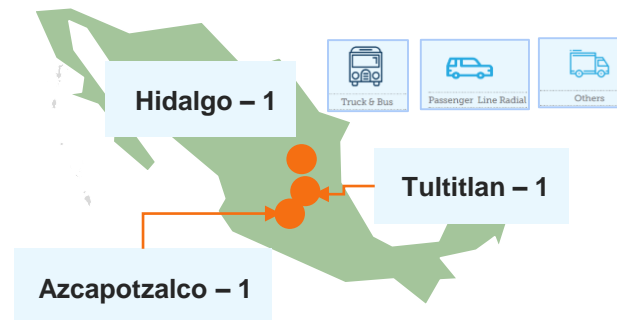 Hidalgo – 1
Truck & Bus
Passenger Line Radial
Others
Tultitlan – 1
Azcapotzalco – 1